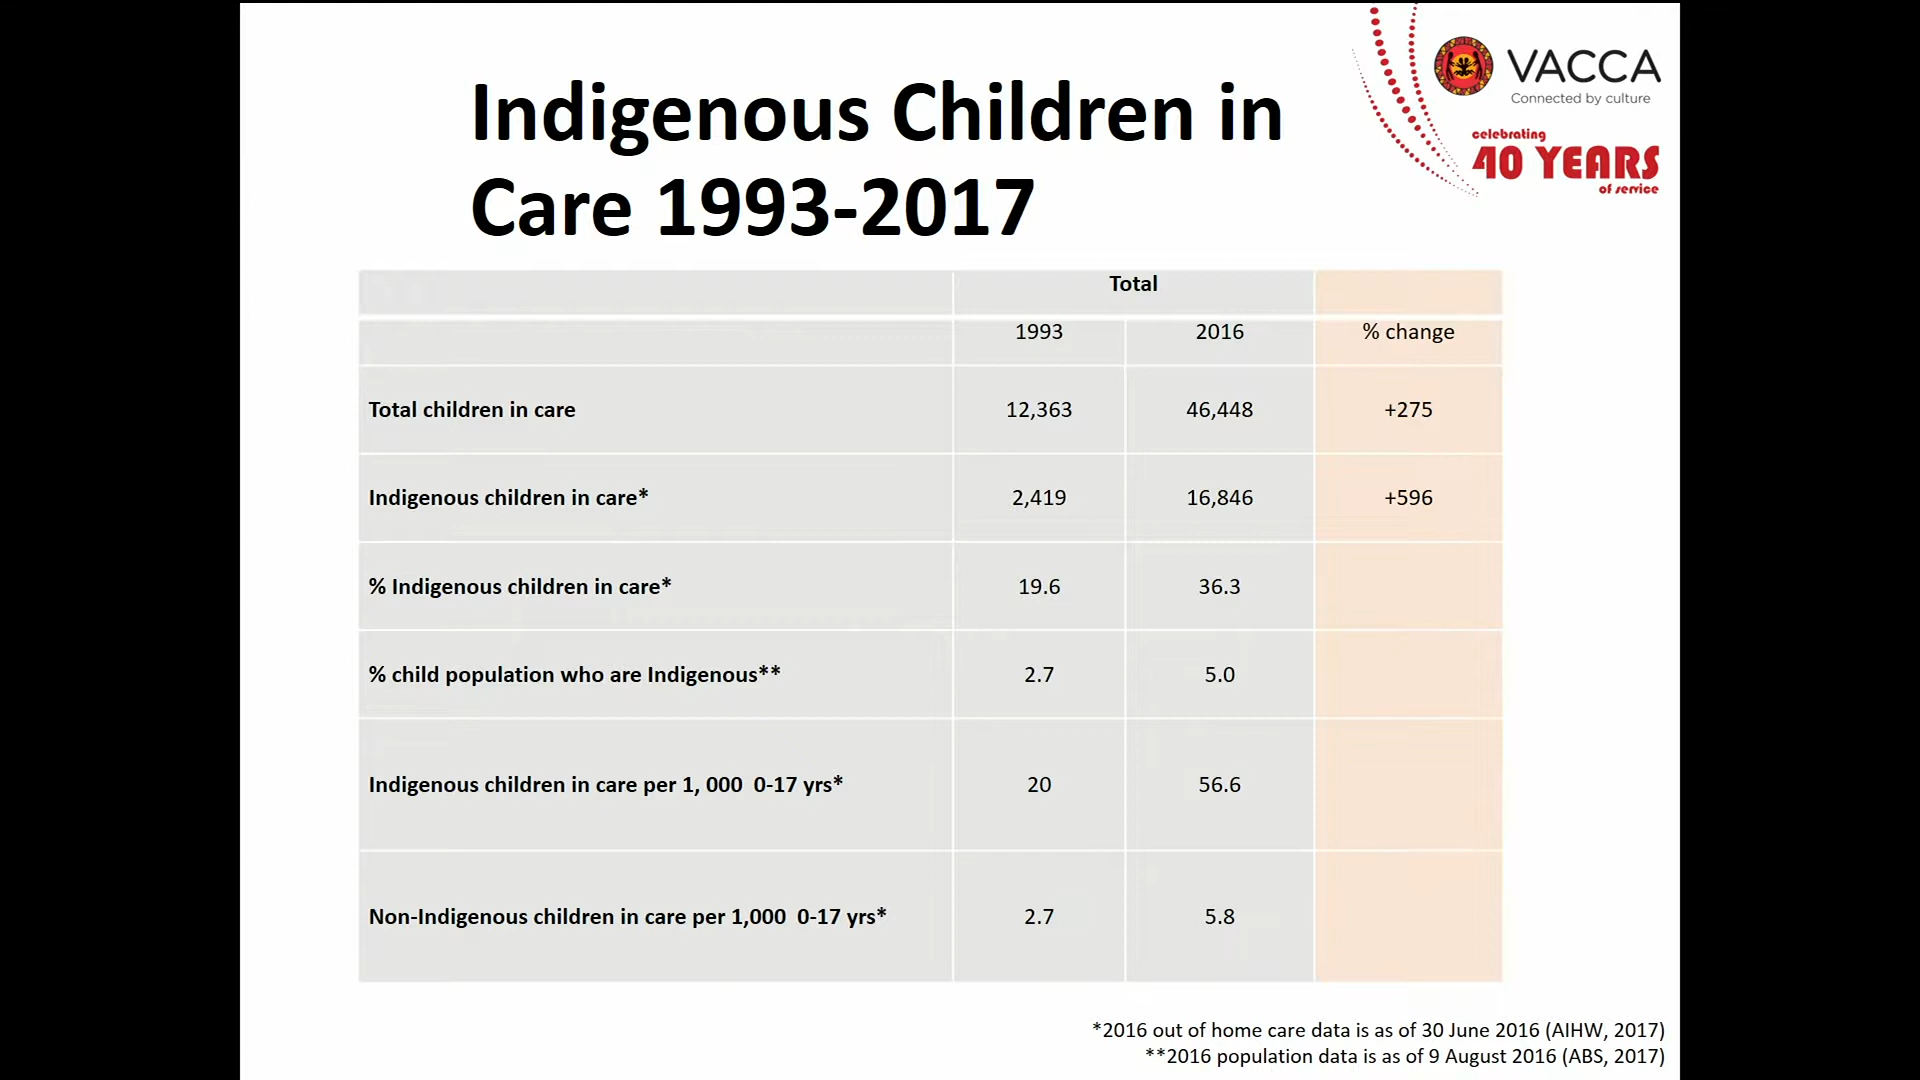 Indigenous Children in
Care 1993-2017
VACCA
Connected by culture
celebrating
40 YEARS
of service
Total
1993 2016 % change
Total children in care 12,363 46,448 +275
Indigenous children in care* 2,419 16,846 +596
% Indigenous children in care* 19.6 36.3
% child population who are Indigenous** 2.7 5.0
Indigenous children in care per 1, 000 0-17 yrs* 20 56.6
Non-Indigenous children in care per 1,000 0-17 yrs* 2.7 5.8
*2016 out of home care data is as of 30 June 2016 (AIHW, 2017)
**2016 population data is as of 9 August 2016 (ABS, 2017)